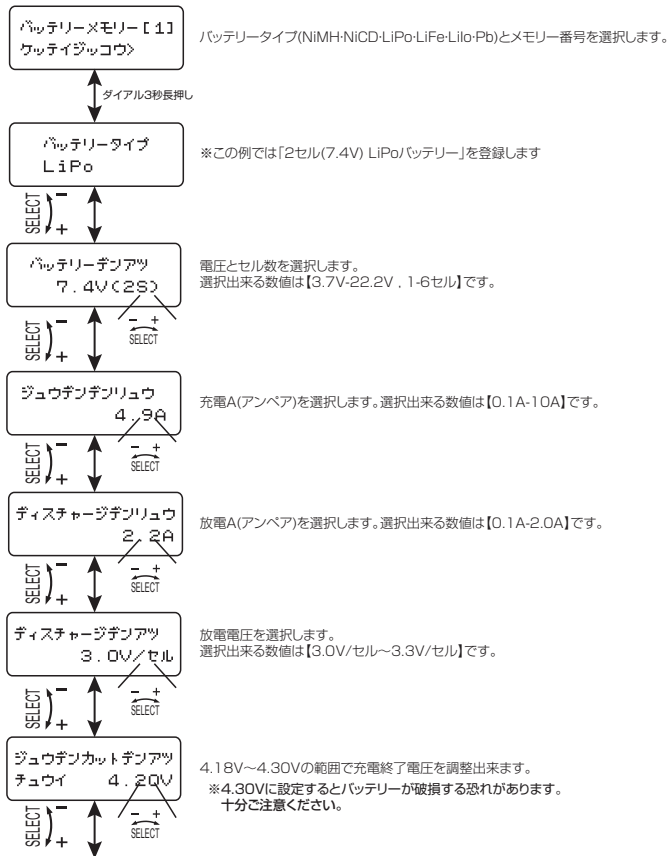 バッテリーメモリー[1]
ケッテイジッコウ>
バッテリータイプ(NiMH・NiCD・LiPo・LiFe・LiIo・Pb)とメモリー番号を選択します。
ダイアル3秒長押し
バッテリータイプ
LiPo
※この例では「2セル(7.4V) LiPoバッテリー」を登録します
SELECT
－
＋
バッテリーデンアツ
7.4V(2S)
電圧とセル数を選択します。
選択出来る数値は【3.7V-22.2V , 1-6セル】です。
SELECT
－
＋
－ ＋
SELECT
ジュウデンデンリュウ
4.9A
充電A(アンペア)を選択します。選択出来る数値は【0.1A-10A】です。
SELECT
－
＋
－ ＋
SELECT
ディスチャージデンリュウ
2.2A
放電A(アンペア)を選択します。選択出来る数値は【0.1A-2.0A】です。
SELECT
－
＋
－ ＋
SELECT
ディスチャージデンアツ
3.0V/セル
放電電圧を選択します。
選択出来る数値は【3.0V/セル～3.3V/セル】です。
SELECT
－
＋
－ ＋
SELECT
ジュウデンカットデンアツ
チュウイ 4.20V
4.18V～4.30Vの範囲で充電終了電圧を調整出来ます。
※4.30Vに設定するとバッテリーが破損する恐れがあります。
十分ご注意ください。
SELECT
－
＋
－ ＋
SELECT